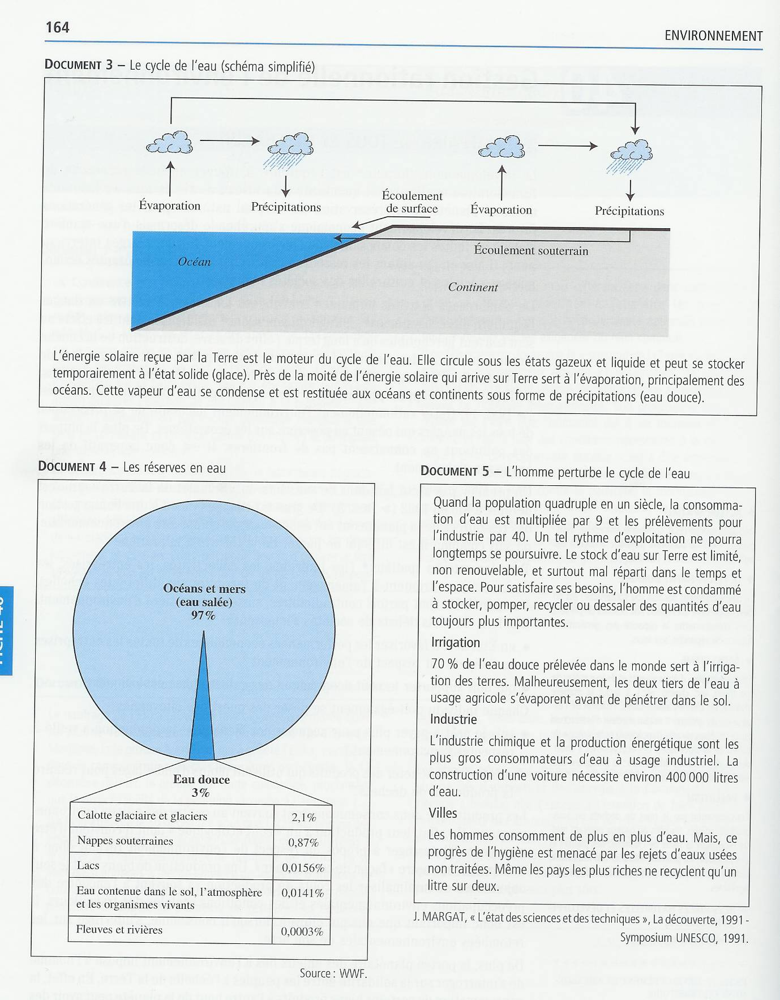 164
ENVIRONNEMENT
DOCUMENT 3 – Le cycle de l'eau (schéma simplifié)
Évaporation
Précipitations
Écoulement
de surface
Évaporation
Précipitations
Océan
Écoulement souterrain
Continent
L'énergie solaire reçue par la Terre est le moteur du cycle de l'eau. Elle circule sous les états gazeux et liquide et peut se stocker
temporairement à l'état solide (glace). Près de la moité de l'énergie solaire qui arrive sur Terre sert à l'évaporation, principalement des
océans. Cette vapeur d'eau se condense et est restituée aux océans et continents sous forme de précipitations (eau douce).
DOCUMENT 4 – Les réserves en eau
Océans et mers
(eau salée)
97%
Eau douce
3%
Calotte glaciaire et glaciers 2,1%
Nappes souterraines 0,87%
Lacs 0,0156%
Eau contenue dans le sol, l'atmosphère 0,0141%
et les organismes vivants
Fleuves et rivières 0,0003%
Source : WWF.
DOCUMENT 5 – L'homme perturbe le cycle de l'eau
Quand la population quadruple en un siècle, la consomma-
tion d'eau est multipliée par 9 et les prélèvements pour
l'industrie par 40. Un tel rythme d'exploitation ne pourra
longtemps se poursuivre. Le stock d'eau sur Terre est limité,
non renouvelable, et surtout mal réparti dans le temps et
l'espace. Pour satisfaire ses besoins, l'homme est condammé
à stocker, pomper, recycler ou dessaler des quantités d'eau
toujours plus importantes.
Irrigation
70 % de l'eau douce prélevée dans le monde sert à l'irriga-
tion des terres. Malheureusement, les deux tiers de l'eau à
usage agricole s'évaporent avant de pénétrer dans le sol.
Industrie
L'industrie chimique et la production énergétique sont les
plus gros consommateurs d'eau à usage industriel. La
construction d'une voiture nécessite environ 400 000 litres
d'eau.
Villes
Les hommes consomment de plus en plus d'eau. Mais, ce
progrès de l'hygiène est menacé par les rejets d'eaux usées
non traitées. Même les pays les plus riches ne recyclent qu'un
litre sur deux.
J. MARGAT, « L'état des sciences et des techniques », La découverte, 1991 -
Symposium UNESCO, 1991.